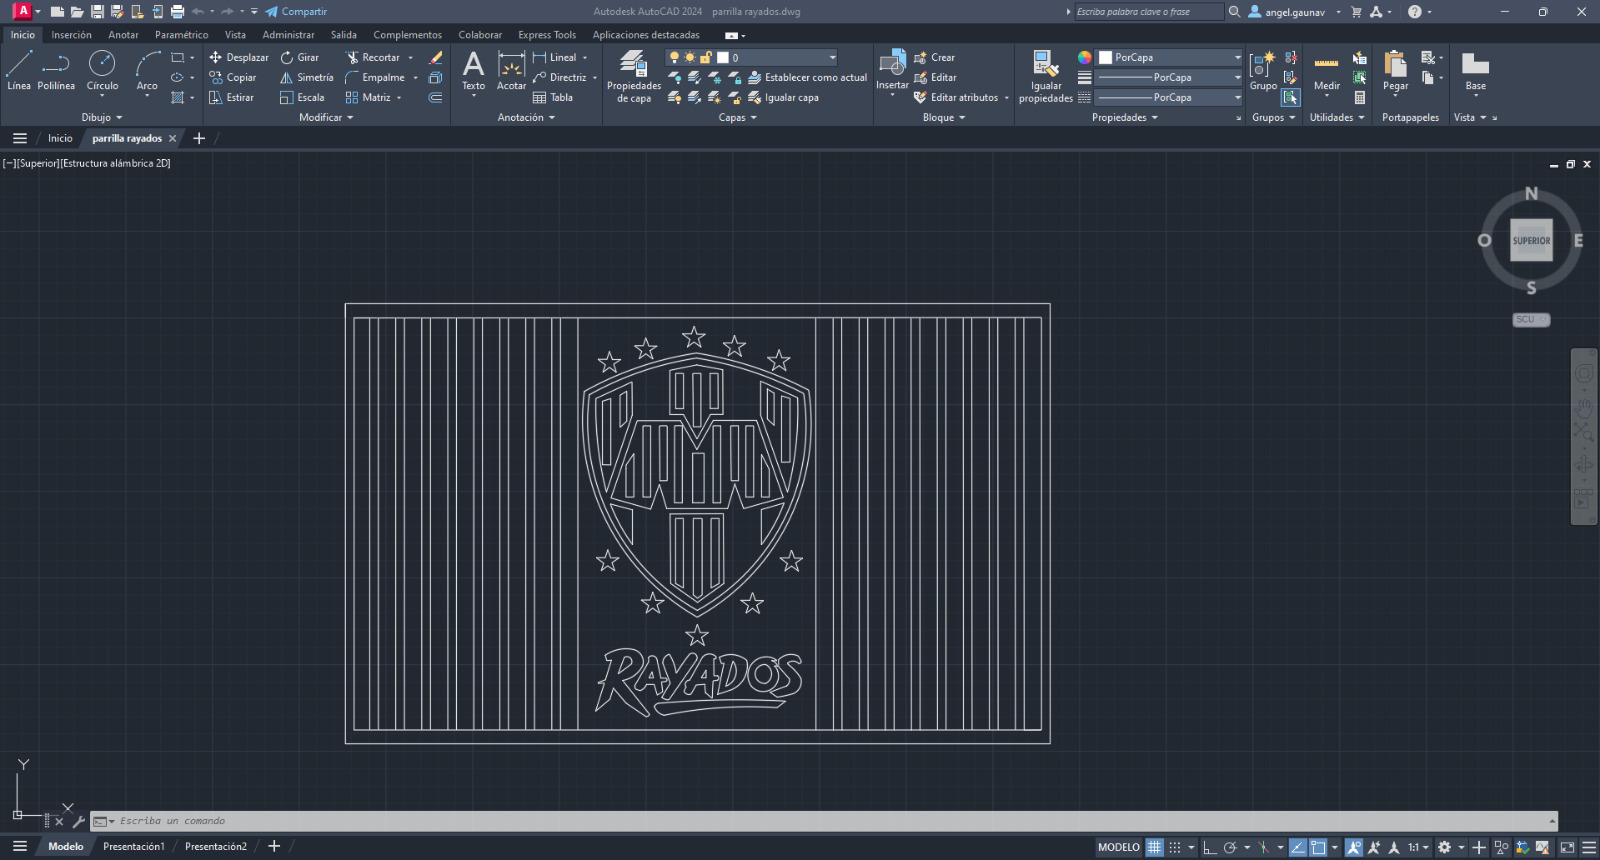 A Compartir Autodesk AutoCAD 2024 parrilla rayados.dwg Escriba palabra clave o frase angel.gaunav
Inicio Inserción Anotar Paramétrico Vista Administrar Salida Complementos Colaborar Express Tools Aplicaciones destacadas
Línea Polilínea Círculo Arco
Dibujo
Desplazar Girar Recortar
Copiar Simetría Empalme
Estirar Escala Matriz
Modificar
Texto Acotar
Lineal
Directriz
Tabla
Anotación
Propiedades de capa
0
Establecer como actual
Igualar capa
Capas
Insertar
Crear
Editar
Editar atributos
Bloque
Igualar propiedades
PorCapa
PorCapa
PorCapa
Propiedades
Grupo
Grupos
Medir
Utilidades
Pegar
Portapapeles
Base
Vista
Inicio parrilla rayados
[−][Superior][Estructura alámbrica 2D]
N
O SUPERIOR E
S
SCU
RAYADOS
Y
X
Escriba un comando
Modelo Presentación1 Presentación2 MODELO 1:1